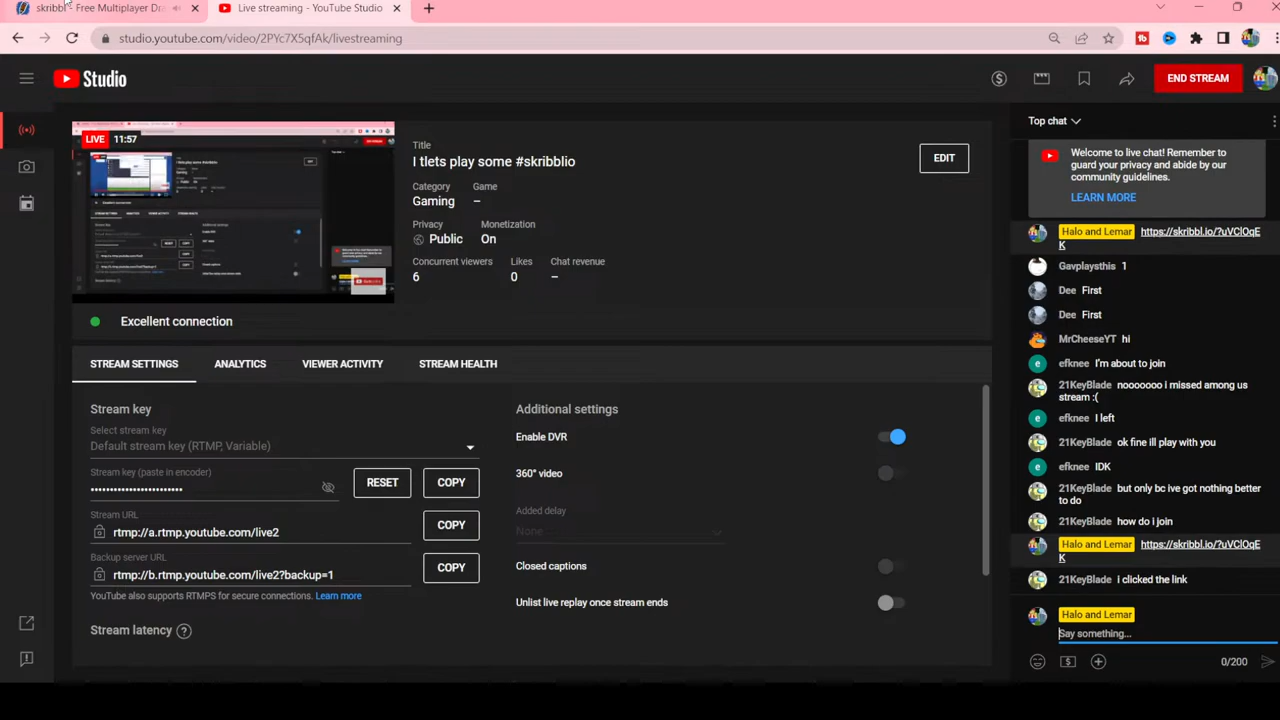 skribbl - Free Multiplayer Dra
Live streaming - YouTube Studio
studio.youtube.com/video/2PYc7X5qfAk/livestreaming
Studio
END STREAM
LIVE 11:57
Title
I tlets play some #skribblio
EDIT
Category
Game
Gaming
–
Privacy
Monetization
Public
On
Concurrent viewers
Likes
Chat revenue
6
0
–
Excellent connection
STREAM SETTINGS
ANALYTICS
VIEWER ACTIVITY
STREAM HEALTH
Stream key
Select stream key
Default stream key (RTMP, Variable)
Stream key (paste in encoder)
RESET
COPY
Stream URL
rtmp://a.rtmp.youtube.com/live2
COPY
Backup server URL
rtmp://b.rtmp.youtube.com/live2?backup=1
COPY
YouTube also supports RTMPS for secure connections. Learn more
Stream latency
Additional settings
Enable DVR
360° video
Added delay
None
Closed captions
Unlist live replay once stream ends
Top chat
Welcome to live chat! Remember to
guard your privacy and abide by our
community guidelines.
LEARN MORE
Halo and Lemar https://skribbl.io/?uVClOqE
K
Gavplaysthis 1
Dee First
Dee First
MrCheeseYT hi
efknee I'm about to join
21KeyBlade nooooooo i missed among us
stream :(
efknee I left
21KeyBlade ok fine ill play with you
efknee IDK
21KeyBlade but only bc ive got nothing better
to do
21KeyBlade how do i join
Halo and Lemar https://skribbl.io/?uVClOqE
K
21KeyBlade i clicked the link
Halo and Lemar
Say something...
0/200